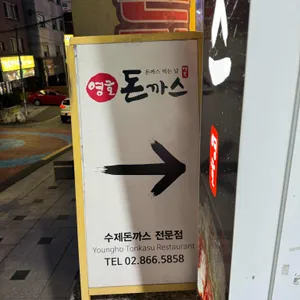 돈까스 먹는 날
영호 돈까스
수제돈까스 전문점
Youngho Tonkasu Restaurant
TEL 02.866.5858